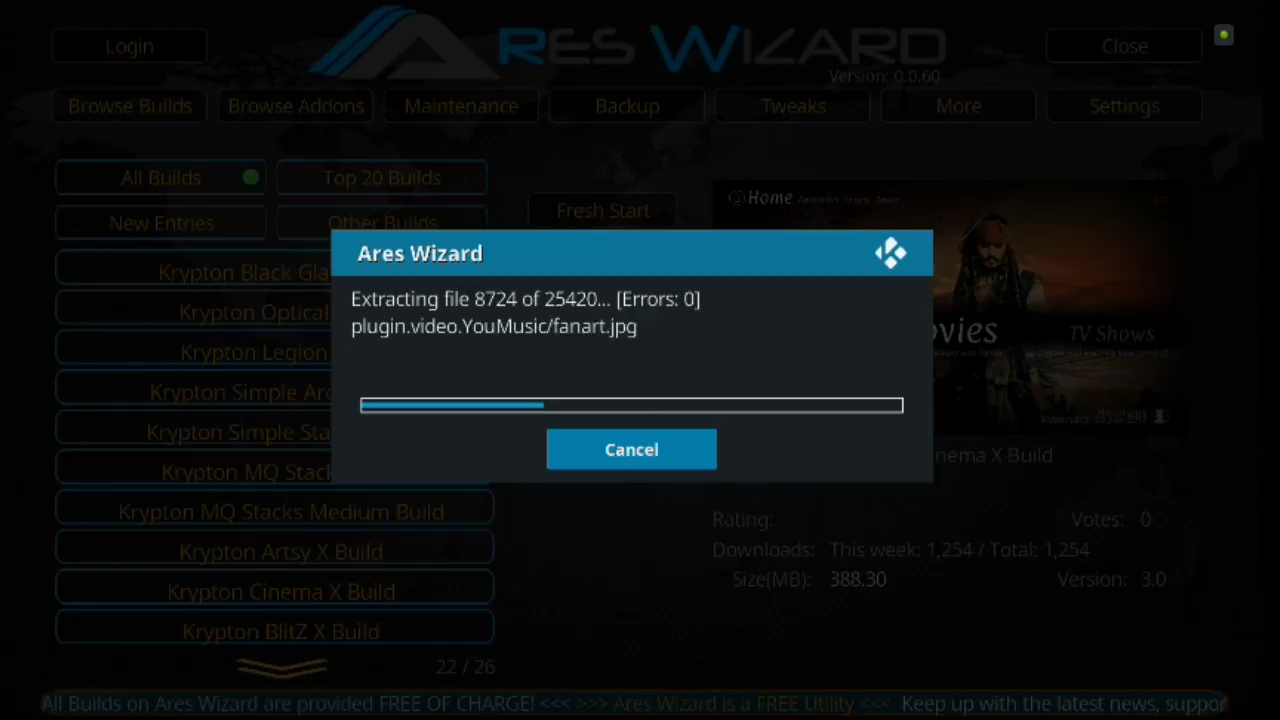 Login
ARES WIZARD
Close
Version: 0.0.60
Browse Builds
Browse Addons
Maintenance
Backup
Tweaks
More
Settings
All Builds
Top 20 Builds
New Entries
Other Builds
Fresh Start
Home
Ares Wizard
Extracting file 8724 of 25420... [Errors: 0]
plugin.video.YouMusic/fanart.jpg
Cancel
Krypton Black Gla
Krypton Optical
Krypton Legion
Krypton Simple Arc
Krypton Simple Sta
Krypton MQ Stack
Krypton MQ Stacks Medium Build
Krypton Artsy X Build
Krypton Cinema X Build
Krypton BlitZ X Build
22 / 26
vies
TV Shows
nema X Build
Rating:
Votes: 0
Downloads: This week: 1,254 / Total: 1,254
Size(MB): 388.30
Version: 3.0
All Builds on Ares Wizard are provided FREE OF CHARGE! <<< >>> Ares Wizard is a FREE Utility <<< Keep up with the latest news, suppor